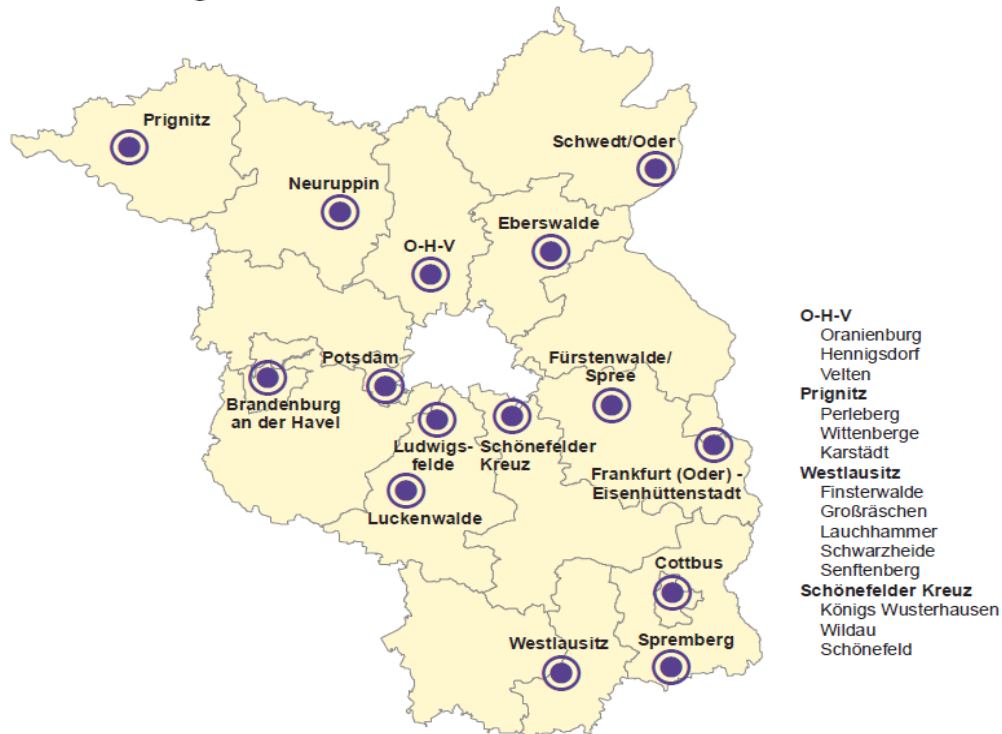 Prignitz
Schwedt/Oder
Neuruppin
Eberswalde
O-H-V
Potsdam
Fürstenwalde/
Spree
Brandenburg
an der Havel
Ludwigs-
felde
Schönefelder
Kreuz
Frankfurt (Oder) -
Eisenhüttenstadt
Luckenwalde
Cottbus
Westlausitz
Spremberg
O-H-V
Oranienburg
Hennigsdorf
Velten
Prignitz
Perleberg
Wittenberge
Karstädt
Westlausitz
Finsterwalde
Großräschen
Lauchhammer
Schwarzheide
Senftenberg
Schönefelder Kreuz
Königs Wusterhausen
Wildau
Schönefeld